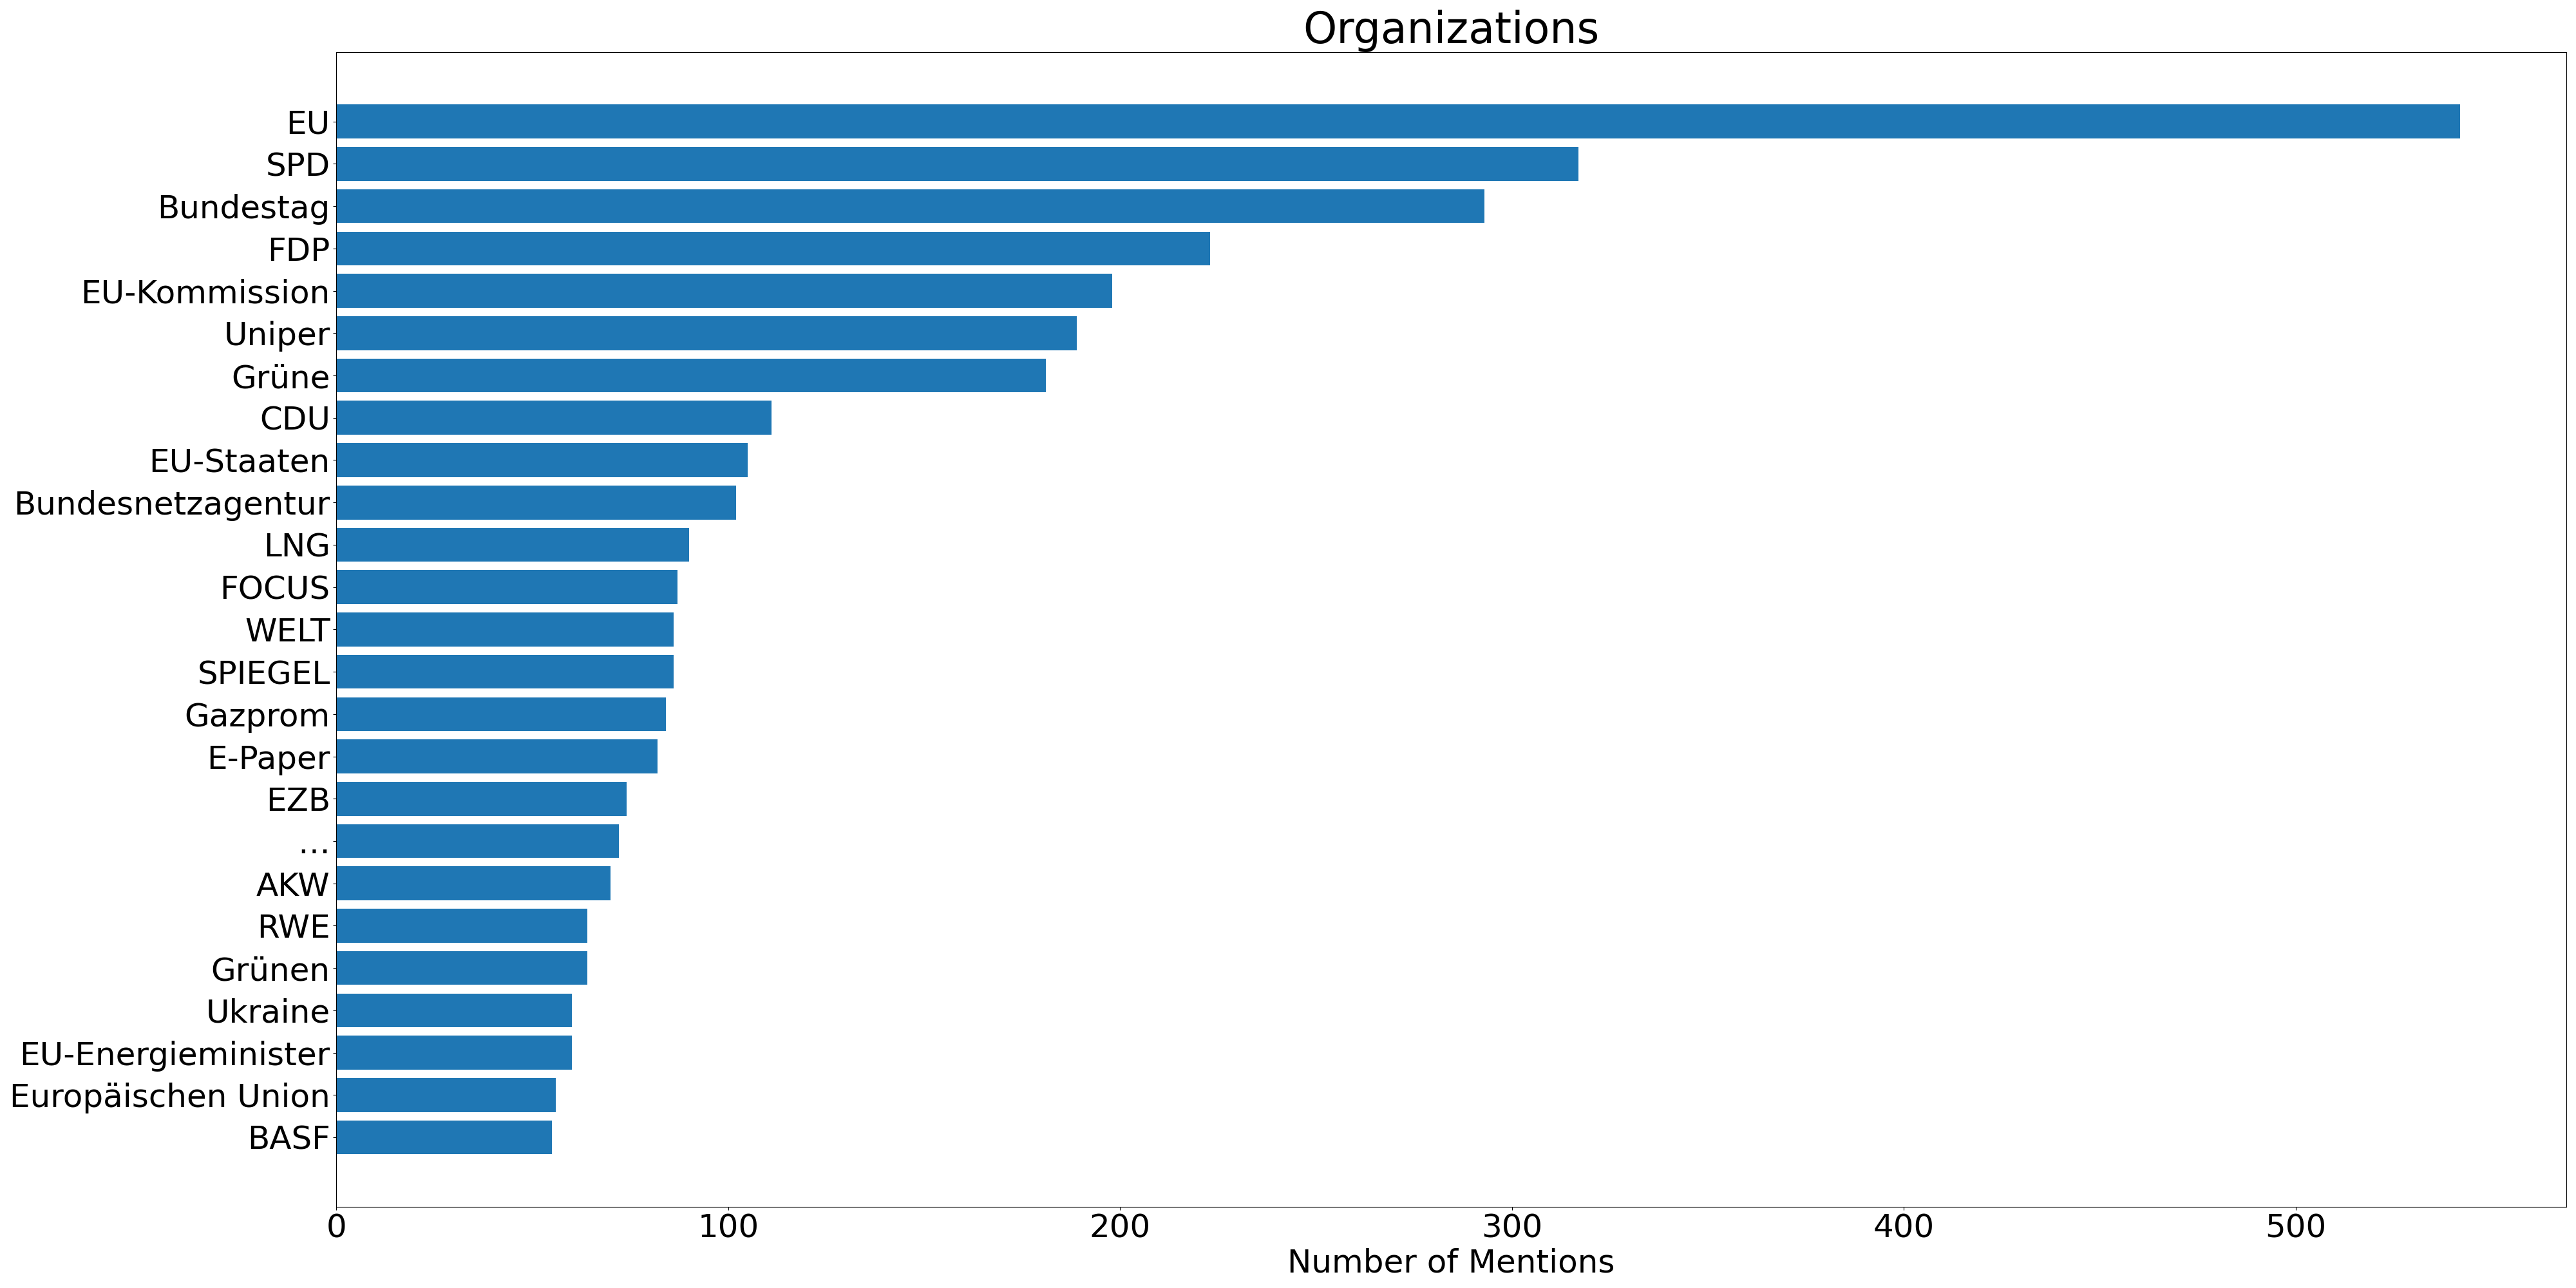 Organizations
EU
SPD
Bundestag
FDP
EU-Kommission
Uniper
Grüne
CDU
EU-Staaten
Bundesnetzagentur
LNG
FOCUS
WELT
SPIEGEL
Gazprom
E-Paper
EZB
...
AKW
RWE
Grünen
Ukraine
EU-Energieminister
Europäischen Union
BASF
0 100 200 300 400 500
Number of Mentions